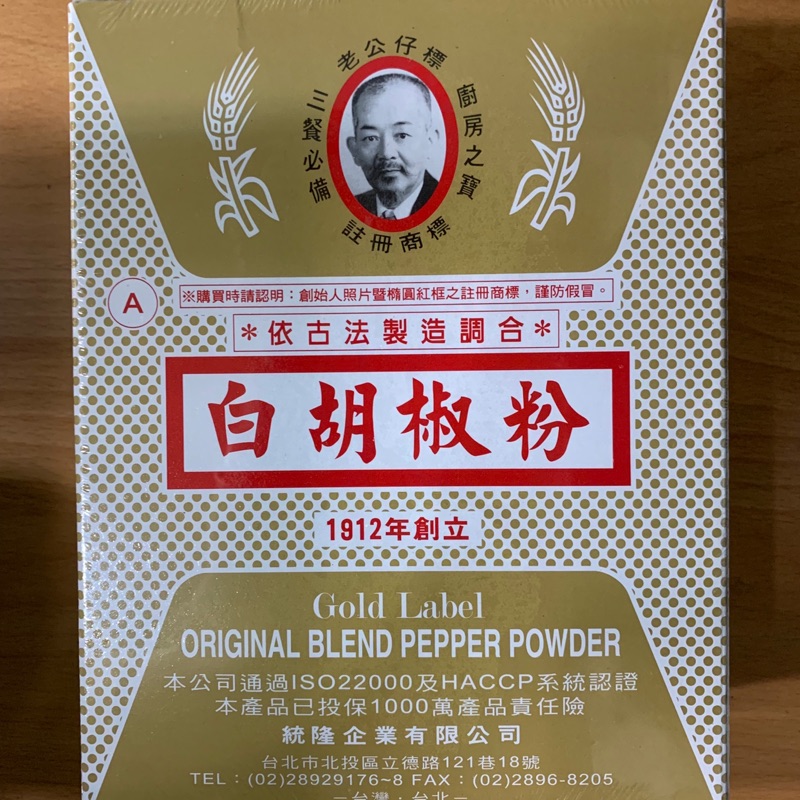 老公仔標
三餐必備
廚房之寶
註冊商標
A
※購買時請認明：創始人照片暨橢圓紅框之註冊商標，謹防假冒。
＊依古法製造調合＊
白胡椒粉
1912年創立
Gold Label
ORIGINAL BLEND PEPPER POWDER
本公司通過ISO22000及HACCP系統認證
本產品已投保1000萬產品責任險
統隆企業有限公司
台北市北投區立德路121巷18號
TEL：(02)28929176~8 FAX：(02)2896-8205
－台灣．台北－